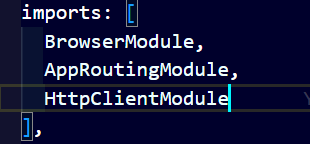 imports: [
BrowserModule,
AppRoutingModule,
HttpClientModule
],